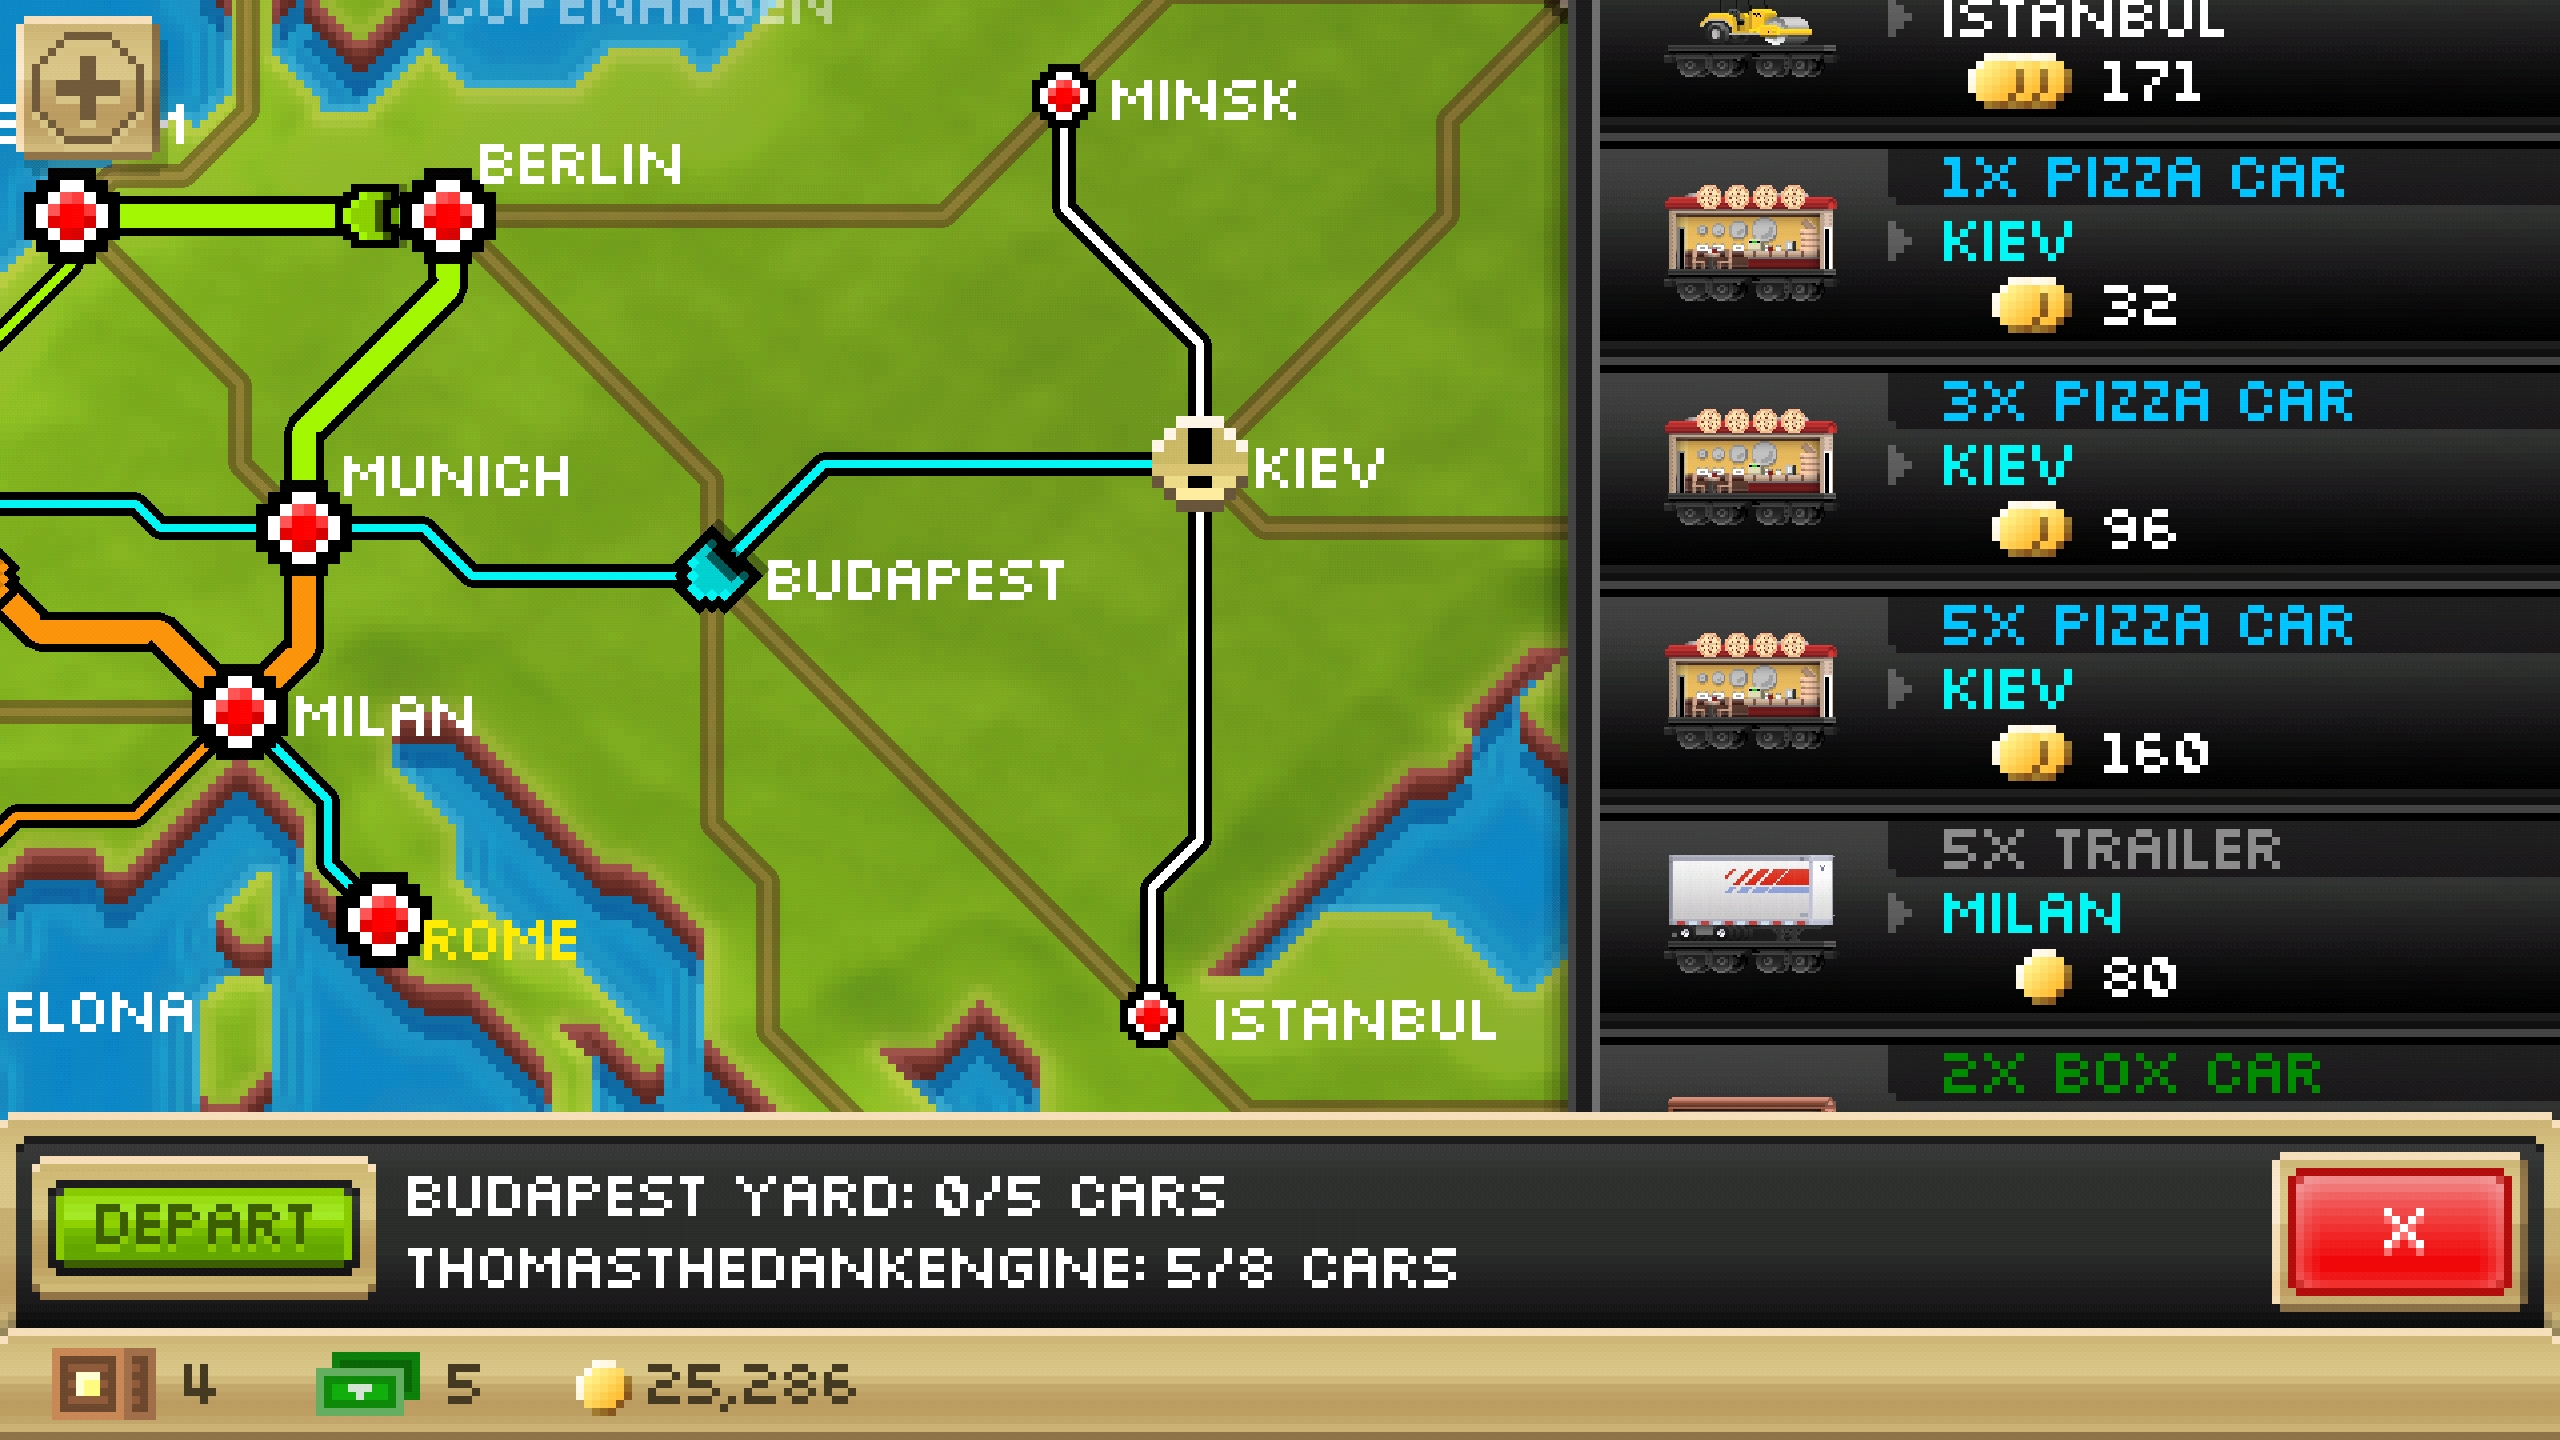 COPENHAGEN
1
MINSK
BERLIN
MUNICH
KIEV
BUDAPEST
MILAN
ROME
ELONA
ISTANBUL
ISTANBUL
171
1X PIZZA CAR
KIEV
32
3X PIZZA CAR
KIEV
96
5X PIZZA CAR
KIEV
160
5X TRAILER
MILAN
80
2X BOX CAR
DEPART
BUDAPEST YARD: 0/5 CARS
THOMASTHEDANKENGINE: 5/8 CARS
X
4
5
25,286